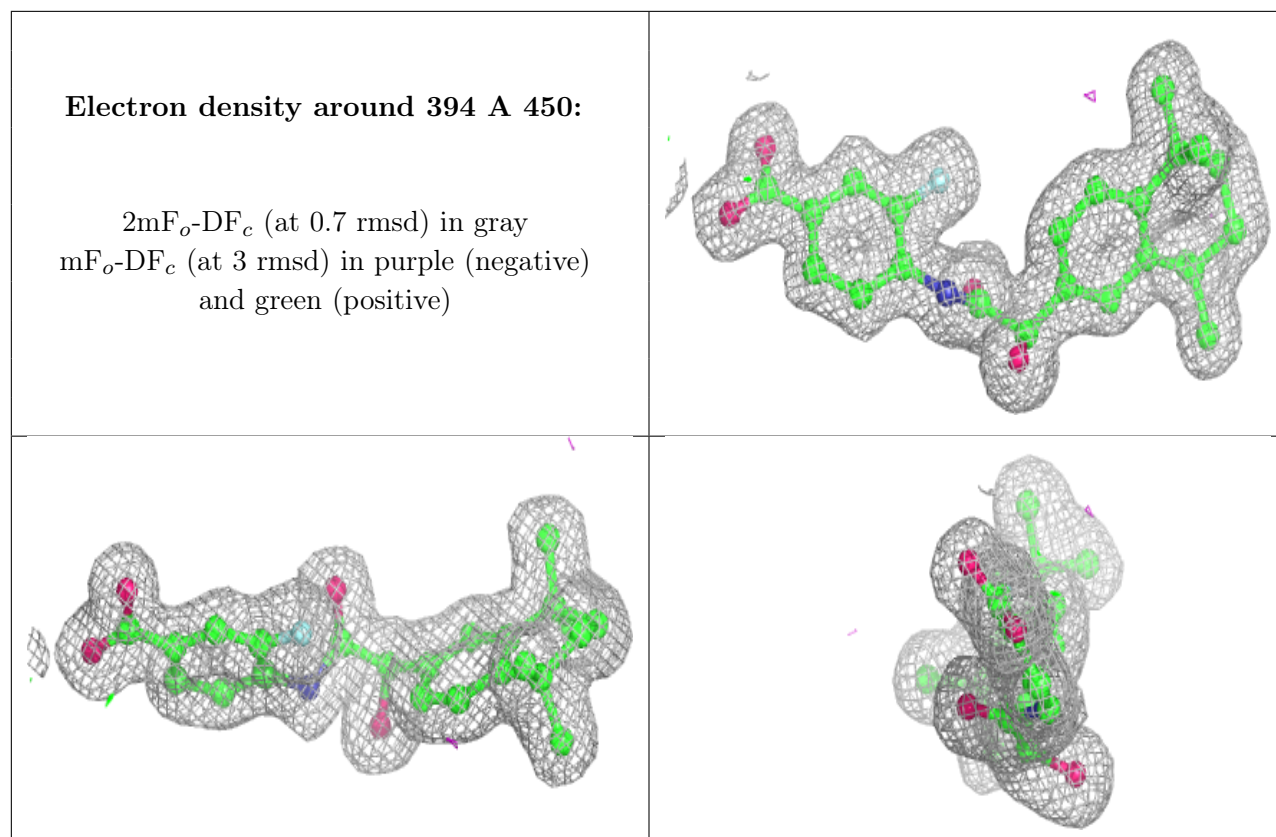 Electron density around 394 A 450:
2mFo-DFc (at 0.7 rmsd) in gray
mFo-DFc (at 3 rmsd) in purple (negative)
and green (positive)